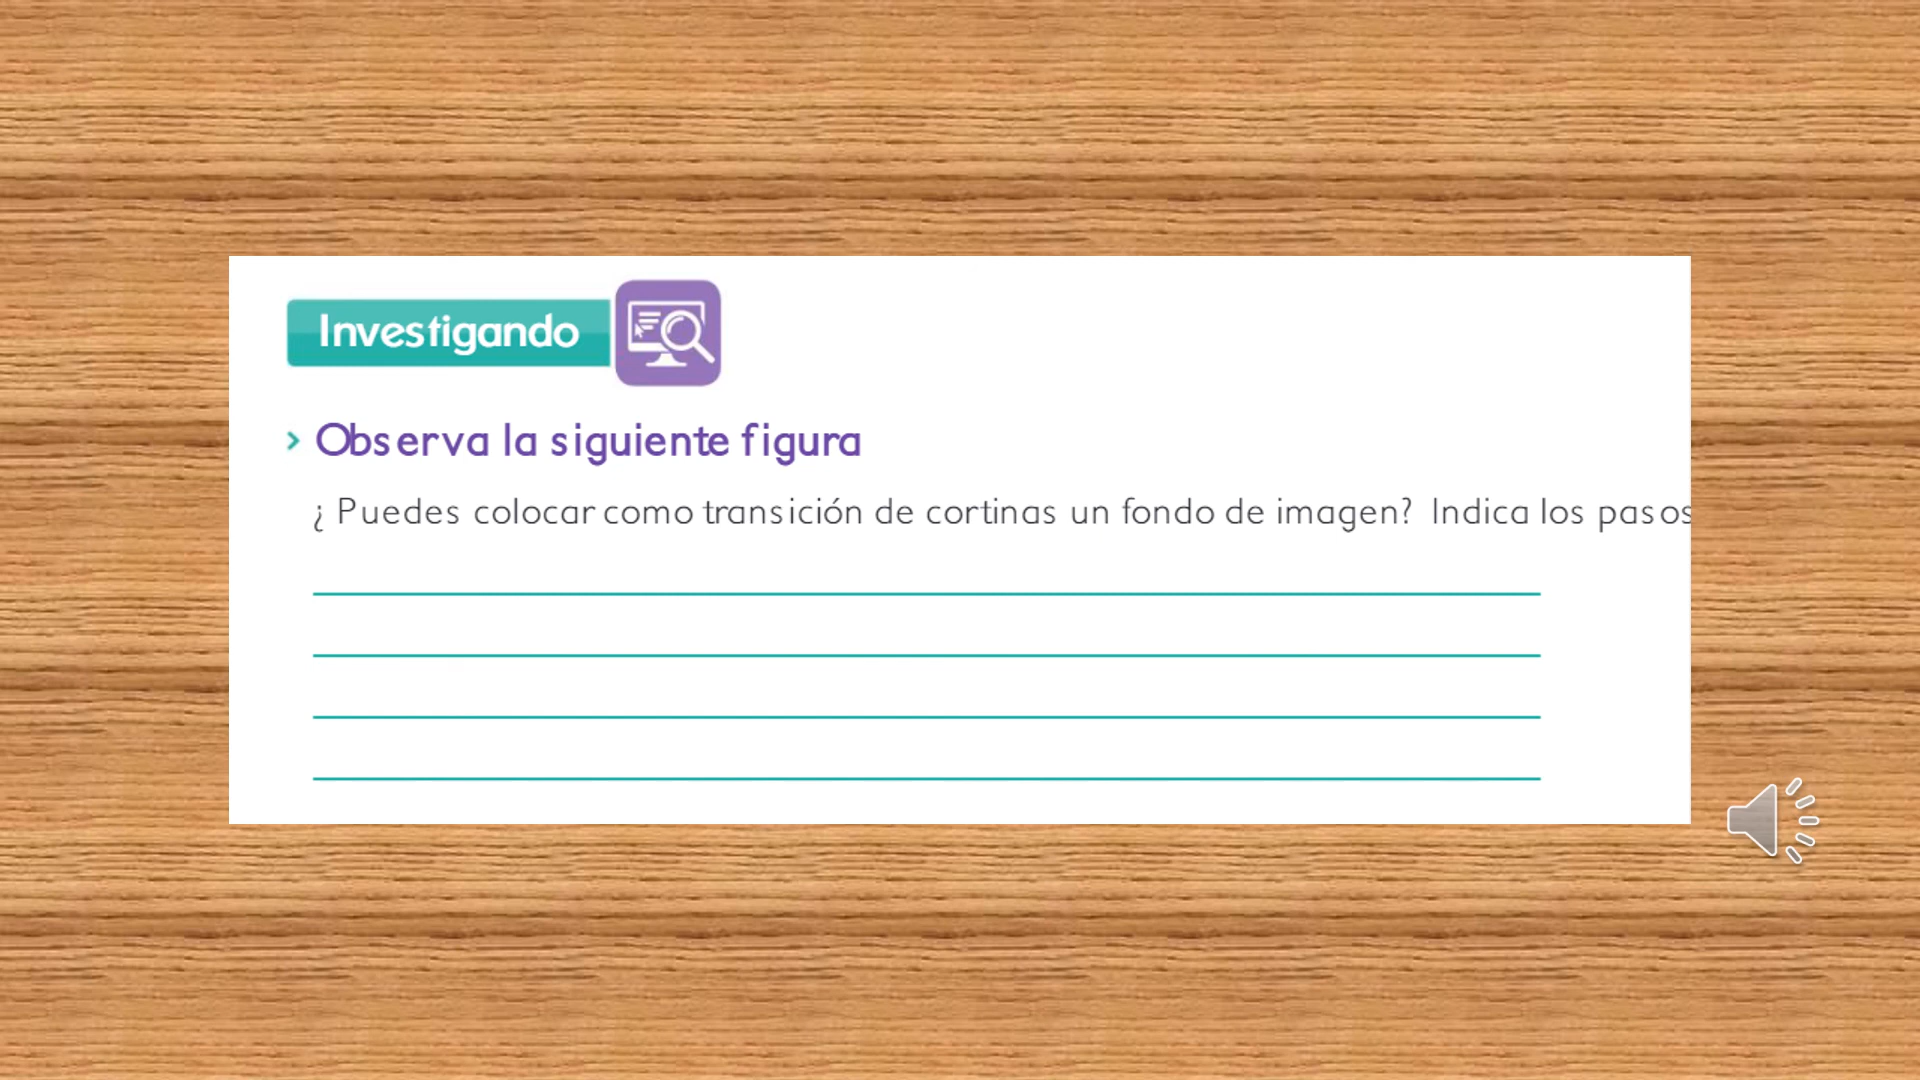 Investigando
› Observa la siguiente figura
¿ Puedes colocar como transición de cortinas un fondo de imagen? Indica los pasos